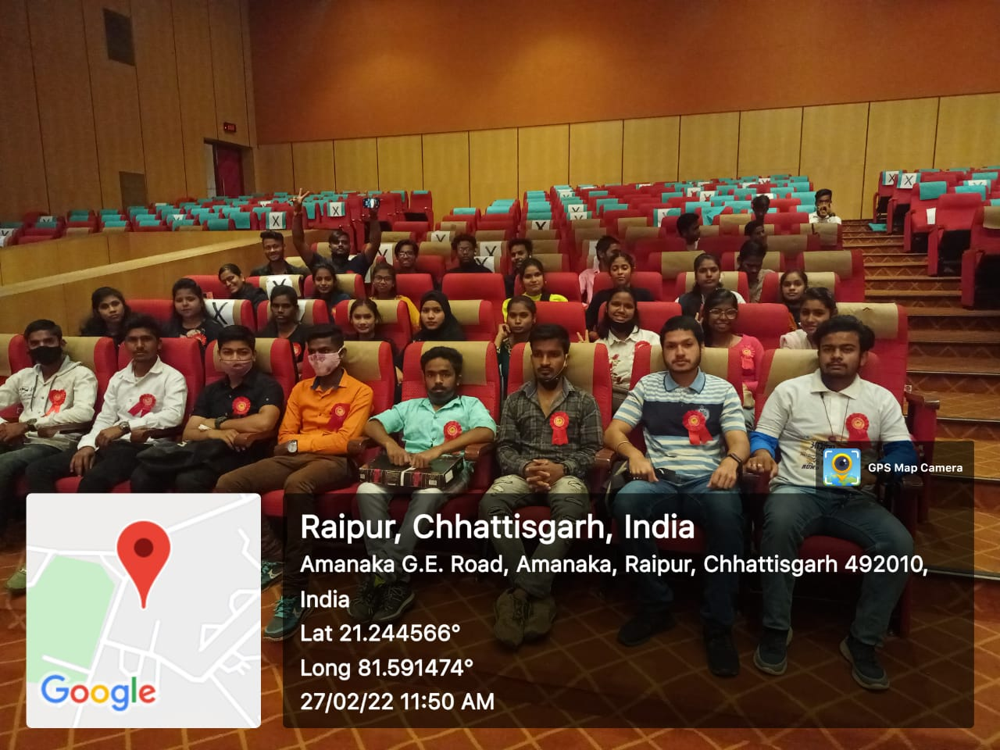 EXIT
X X
X
X
X
X
GPS Map Camera
Raipur, Chhattisgarh, India
Amanaka G.E. Road, Amanaka, Raipur, Chhattisgarh 492010,
India
Lat 21.244566°
Long 81.591474°
27/02/22 11:50 AM
Google